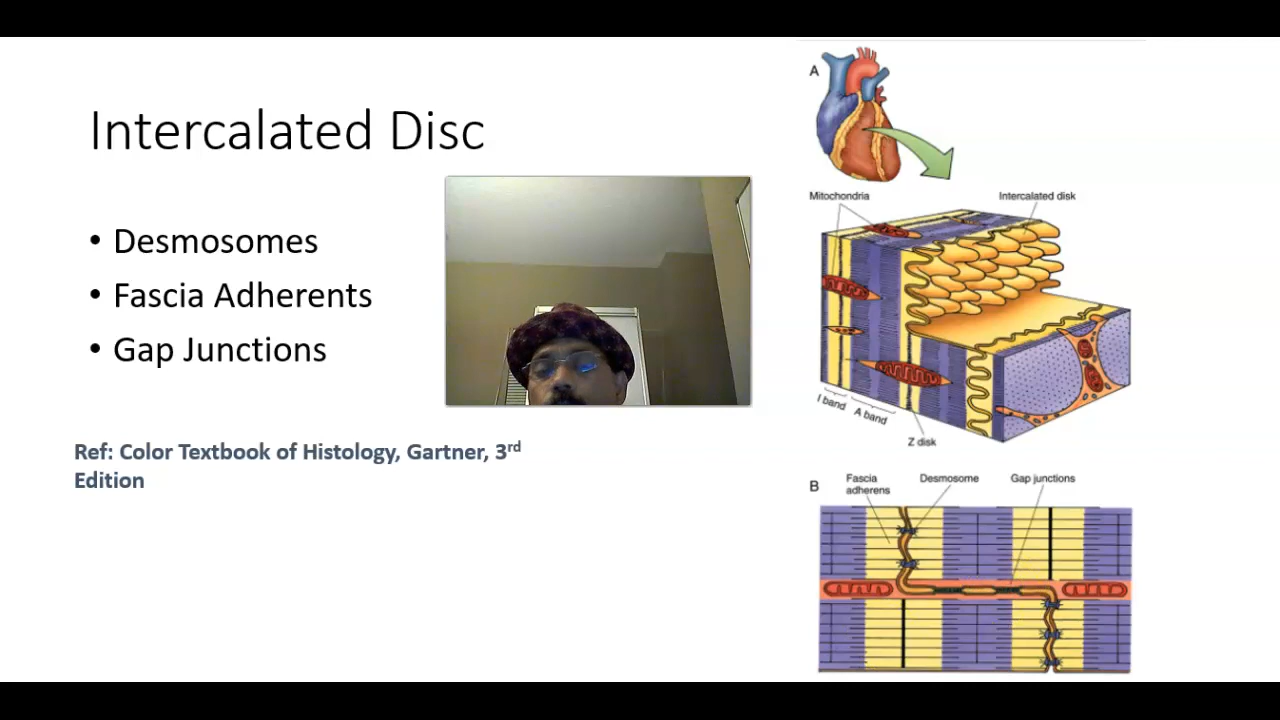 Intercalated Disc
• Desmosomes
• Fascia Adherents
• Gap Junctions
Ref: Color Textbook of Histology, Gartner, 3rd
Edition
A
Mitochondria
Intercalated disk
I band
A band
Z disk
B
Fascia
adherens
Desmosome
Gap junctions